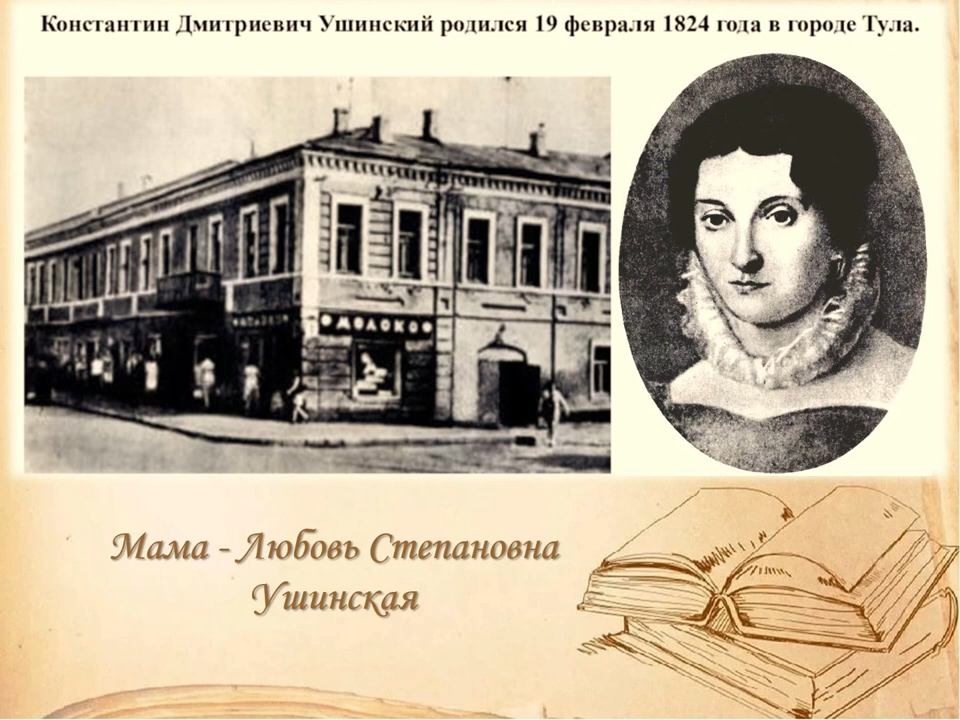 Константин Дмитриевич Ушинский родился 19 февраля 1824 года в городе Тула.
МОЛОКО
Мама - Любовь Степановна
Ушинская